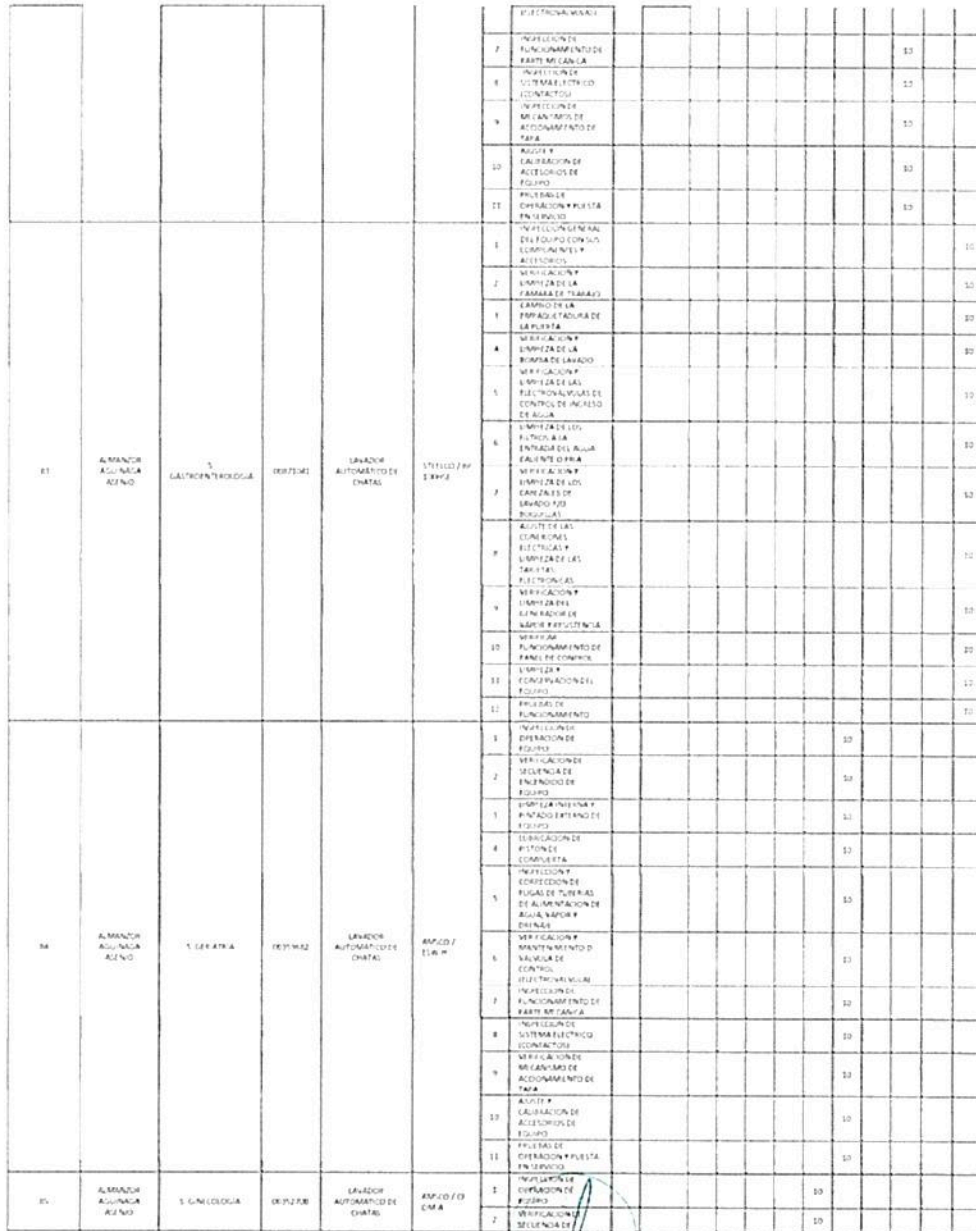 (ELECTROVALVULAS)
7 INSPECCION DE FUNCIONAMIENTO DE PARTE MECANICA 10
8 INSPECCION DE SISTEMA ELECTRICO (CONTACTOS) 10
9 INSPECCION DE MECANISMOS DE ACCIONAMIENTO DE TAPA 10
10 AJUSTE Y CALIBRACION DE ACCESORIOS DE EQUIPO 10
11 PRUEBAS DE OPERACION Y PUESTA EN SERVICIO 10
ALMANZOR AGUINAGA ASENJO
S. GASTROENTEROLOGIA
LAVADOR AUTOMÁTICO DE CHATAS
1 INSPECCION GENERAL DEL EQUIPO CON SUS COMPONENTES Y ACCESORIOS 10
2 VERIFICACION Y LIMPIEZA DE LA CAMARA DE TRABAJO 10
3 CAMBIO DE LA EMPAQUETADURA DE LA PUERTA 10
4 VERIFICACION Y LIMPIEZA DE LA BOMBA DE LAVADO 10
5 VERIFICACION Y LIMPIEZA DE LAS ELECTROVALVULAS DE CONTROL DE INGRESO DE AGUA 10
6 LIMPIEZA DE LOS FILTROS A LA ENTRADA DEL AGUA CALIENTE O FRIA 10
7 VERIFICACION Y LIMPIEZA DE LOS CABEZALES DE LAVADO Y/O BOQUILLAS 10
8 AJUSTE DE LAS CONEXIONES ELECTRICAS Y LIMPIEZA DE LAS TARJETAS ELECTRONICAS 10
9 VERIFICACION Y LIMPIEZA DEL GENERADOR DE VAPOR Y RESISTENCIA 10
10 VERIFICAR FUNCIONAMIENTO DE PANEL DE CONTROL 10
11 LIMPIEZA Y CONSERVACION DEL EQUIPO 10
12 PRUEBAS DE FUNCIONAMIENTO 10
84
ALMANZOR AGUINAGA ASENJO
S. GERIATRIA
LAVADOR AUTOMÁTICO DE CHATAS
AMSCO /
1 INSPECCION DE OPERACION DE EQUIPO 10
2 VERIFICACION DE SECUENCIA DE ENCENDIDO DE EQUIPO 10
3 LIMPIEZA INTERNA Y PINTADO EXTERNO DE EQUIPO 10
4 LUBRICACION DE PISTON DE COMPUERTA 10
5 INSPECCION Y CORRECCION DE FUGAS DE TUBERIAS DE ALIMENTACION DE AGUA, VAPOR Y DRENAJE 10
6 VERIFICACION Y MANTENIMIENTO D VALVULA DE CONTROL (ELECTROVALVULA) 10
7 INSPECCION DE FUNCIONAMIENTO DE PARTE MECANICA 10
8 INSPECCION DE SISTEMA ELECTRICO (CONTACTOS) 10
9 VERIFICACION DE MECANISMO DE ACCIONAMIENTO DE TAPA 10
10 AJUSTE Y CALIBRACION DE ACCESORIOS DE EQUIPO 10
11 PRUEBAS DE OPERACION Y PUESTA EN SERVICIO 10
85
ALMANZOR AGUINAGA ASENJO
S. GINECOLOGIA
LAVADOR AUTOMÁTICO DE CHATAS
AMSCO /
1 INSPECCION DE OPERACION DE EQUIPO 10
2 VERIFICACION DE SECUENCIA DE 10